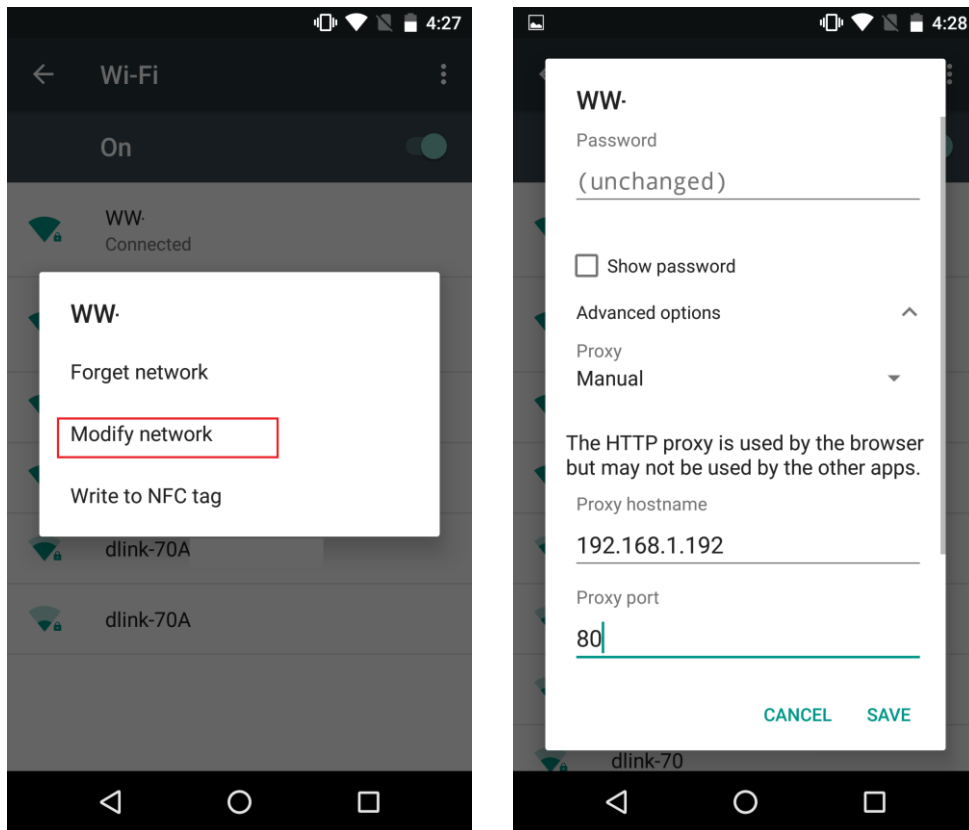 4:27
Wi-Fi
On
WW
Connected
WW
Forget network
Modify network
Write to NFC tag
dlink-70A
dlink-70A
4:28
WW
Password
(unchanged)
Show password
Advanced options
Proxy
Manual
The HTTP proxy is used by the browser
but may not be used by the other apps.
Proxy hostname
192.168.1.192
Proxy port
80
CANCEL SAVE
dlink-70